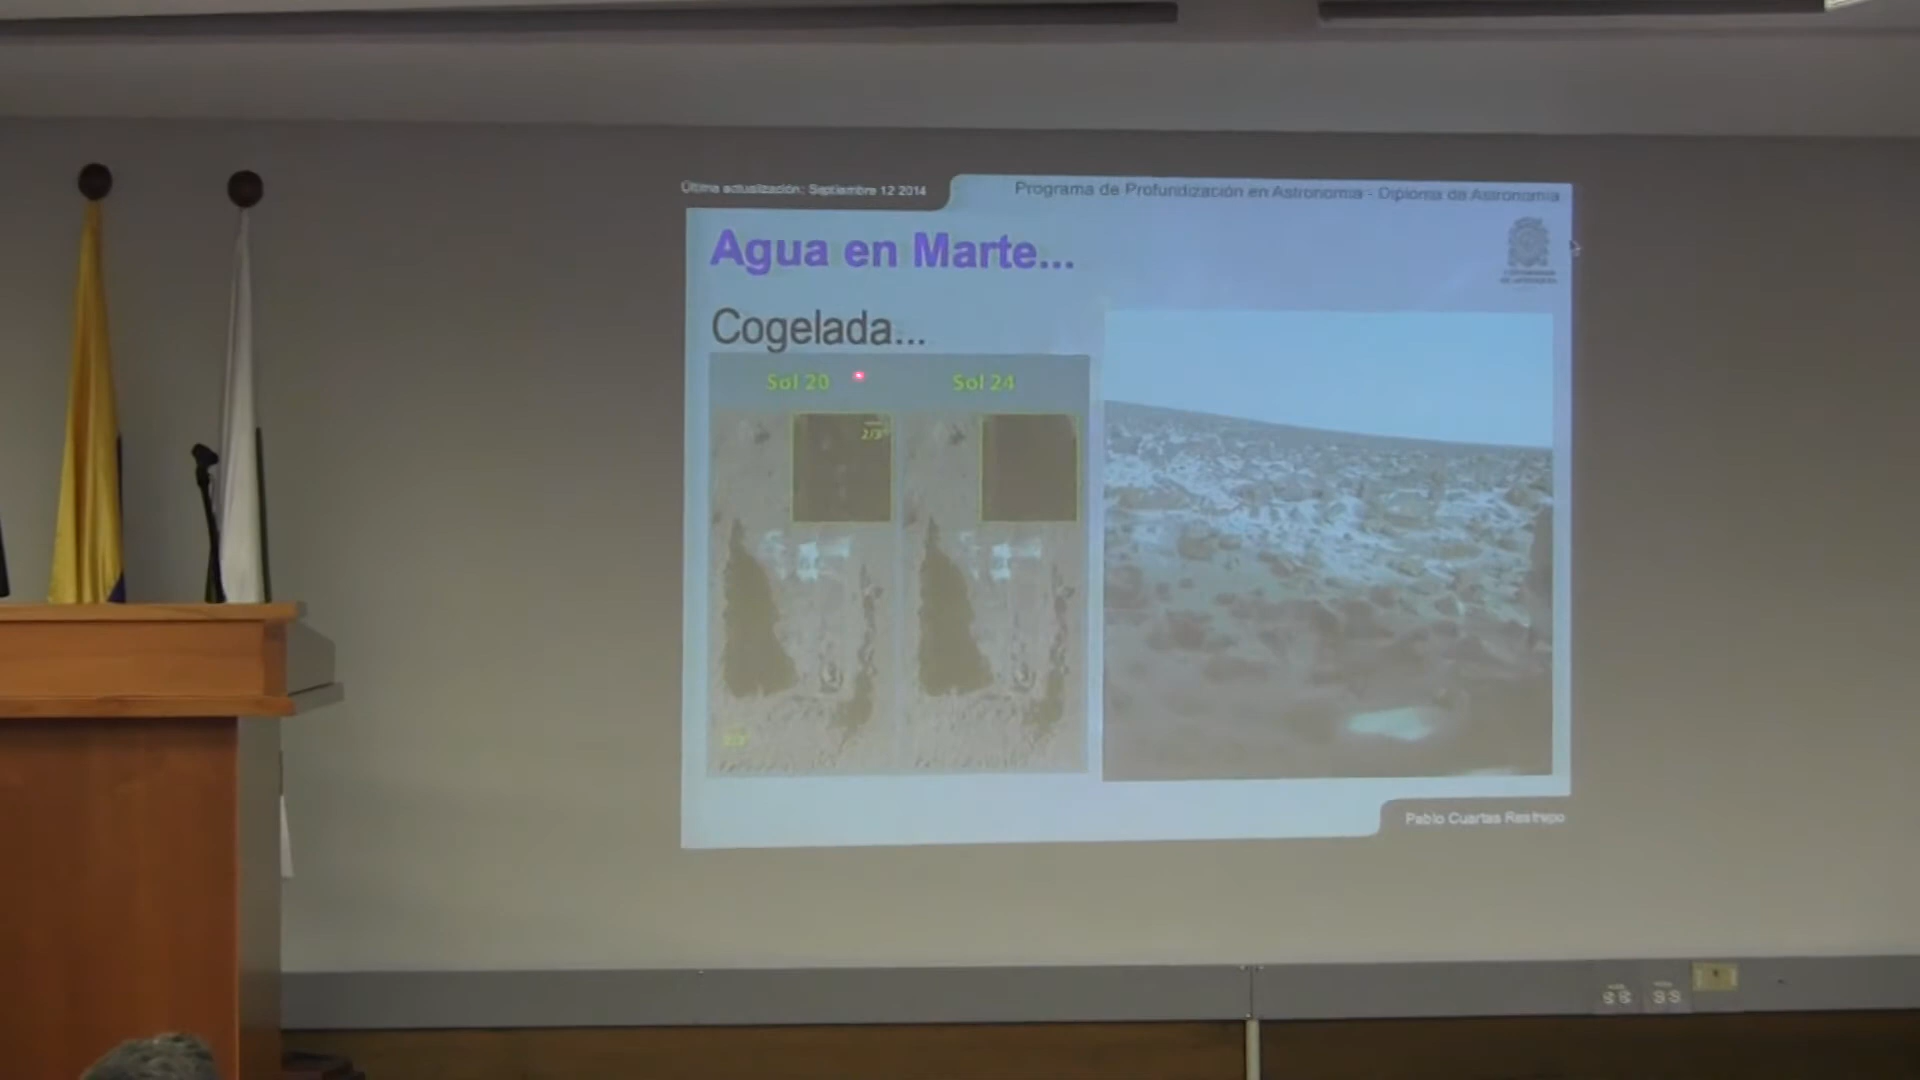 Última actualización: Septiembre 12 2014
Programa de Profundización en Astronomía - Diploma de Astronomía
Agua en Marte...
Cogelada...
Sol 20
Sol 24
Pablo Cuartas Restrepo